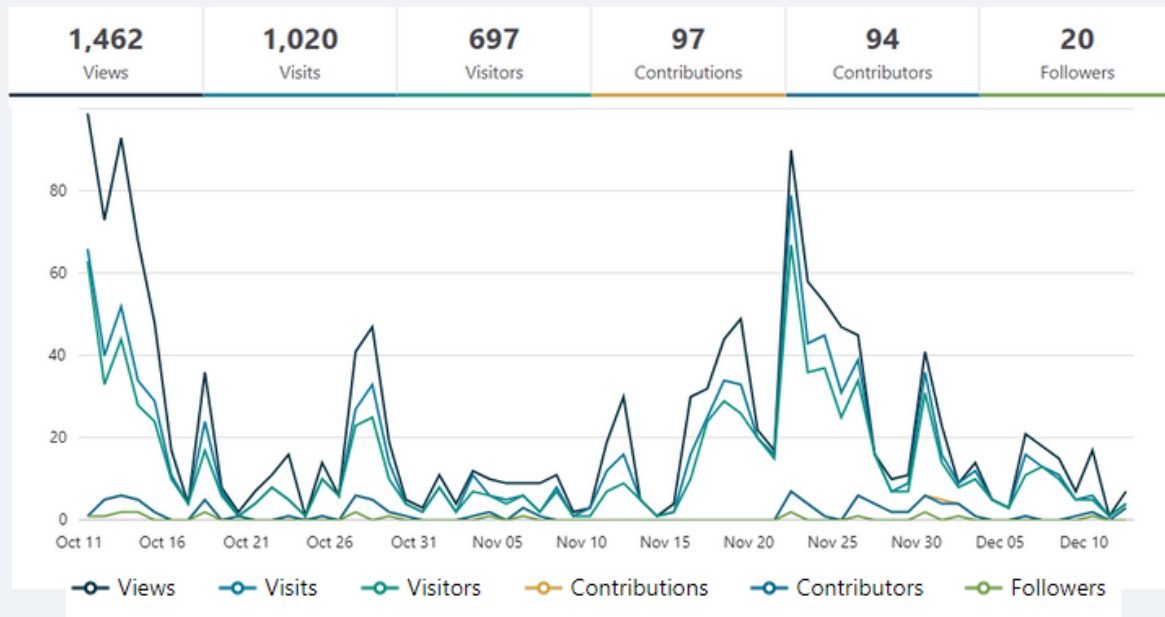 1,462 1,020 697 97 94 20
Views Visits Visitors Contributions Contributors Followers
80
60
40
20
0
Oct 11 Oct 16 Oct 21 Oct 26 Oct 31 Nov 05 Nov 10 Nov 15 Nov 20 Nov 25 Nov 30 Dec 05 Dec 10
Views Visits Visitors Contributions Contributors Followers